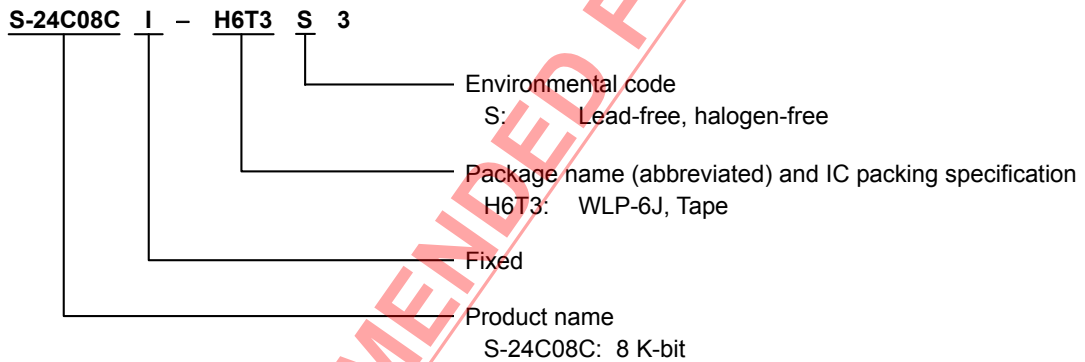 S-24C08C I – H6T3 S 3
Environmental code
S: Lead-free, halogen-free
Package name (abbreviated) and IC packing specification
H6T3: WLP-6J, Tape
Fixed
Product name
S-24C08C: 8 K-bit
MENDED F